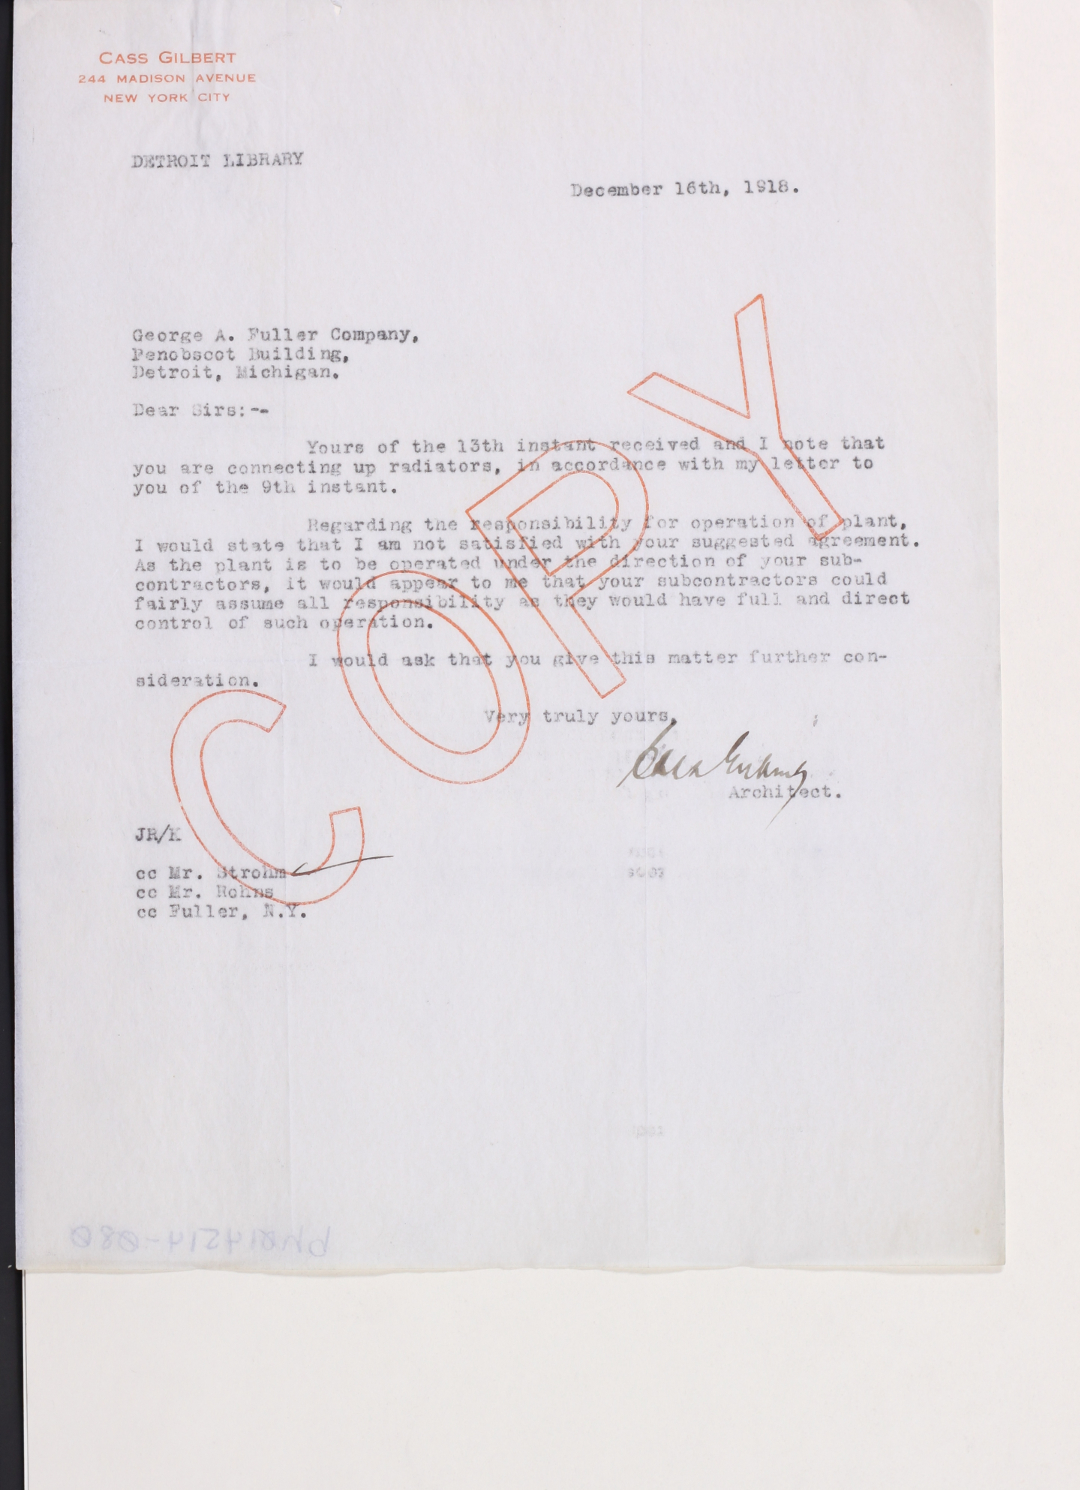 CASS GILBERT
244 MADISON AVENUE
NEW YORK CITY
DETROIT LIBRARY
December 16th, 1918.
George A. Fuller Company,
Penobscot Building,
Detroit, Michigan.
Dear Sirs:--
Yours of the 13th instant received and I note that
you are connecting up radiators, in accordance with my letter to
you of the 9th instant.
Regarding the responsibility for operation of plant,
I would state that I am not satisfied with your suggested agreement.
As the plant is to be operated under the direction of your sub-
contractors, it would appear to me that your subcontractors could
fairly assume all responsibility as they would have full and direct
control of such operation.
I would ask that you give this matter further con-
sideration.
Very truly yours,
Cass Gilbert
Architect.
JR/K
cc Mr. Strohm
cc Mr. Rohns
cc Fuller, N.Y.
COPY